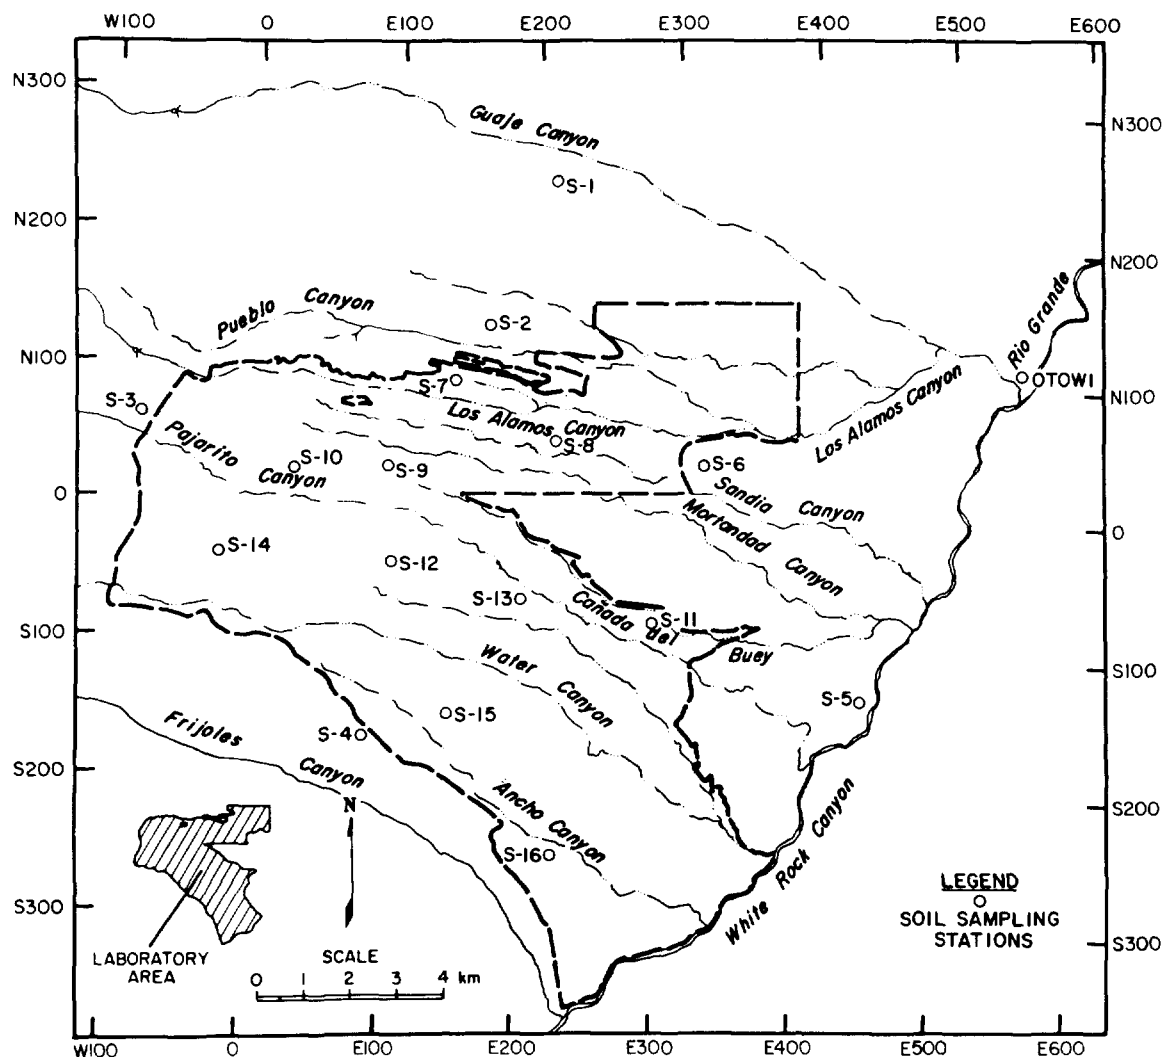 W100 0 E100 E200 E300 E400 E500 E600
N300
N300
Guaje Canyon
S-1
N200
N200
Rio Grande
Pueblo Canyon
S-2
N100
S-7
OTOWI
N100
S-3
Los Alamos Canyon
Los Alamos Canyon
Pajarito Canyon
S-8
S-10
S-9
S-6
0
Sandia Canyon
0
Mortandad Canyon
S-14
S-12
S-13
Cañada del Buey
S-11
S100
S100
Water Canyon
S-5
S-15
Frijoles Canyon
S-4
S200
S200
N
Ancho Canyon
S-16
White Rock Canyon
LEGEND
SOIL SAMPLING
STATIONS
S300
S300
LABORATORY
AREA
SCALE
0 1 2 3 4 km
W100 0 E100 E200 E300 E400 E500 E600